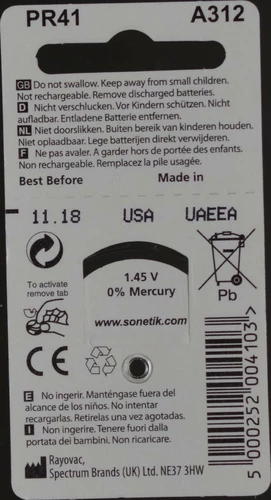 PR41 A312
GB Do not swallow. Keep away from small children.
Not rechargeable. Remove discharged batteries.
D Nicht verschlucken. Vor Kindern schützen. Nicht
aufladbar. Entladene Batterie entfernen.
NL Niet doorslikken. Buiten bereik van kinderen houden.
Niet oplaadbaar. Lege batterijen direkt verwijderen.
F Ne pas avaler. A garder hors de portée des enfants.
Non rechargeable. Remplacez la pile usagée.
Best Before Made in
11.18 USA UAEEA
To activate
remove tab
1.45 V
0% Mercury
www.sonetik.com
Pb
CE
E No ingerir. Manténgase fuera del
alcance de los niños. No intentar
recargarla. Retírelas una vez agotadas.
I Non ingerire. Tenere fuori dalla
portata dei bambini. Non ricaricare.
Rayovac,
Spectrum Brands (UK) Ltd. NE37 3HW
5 000252 004103